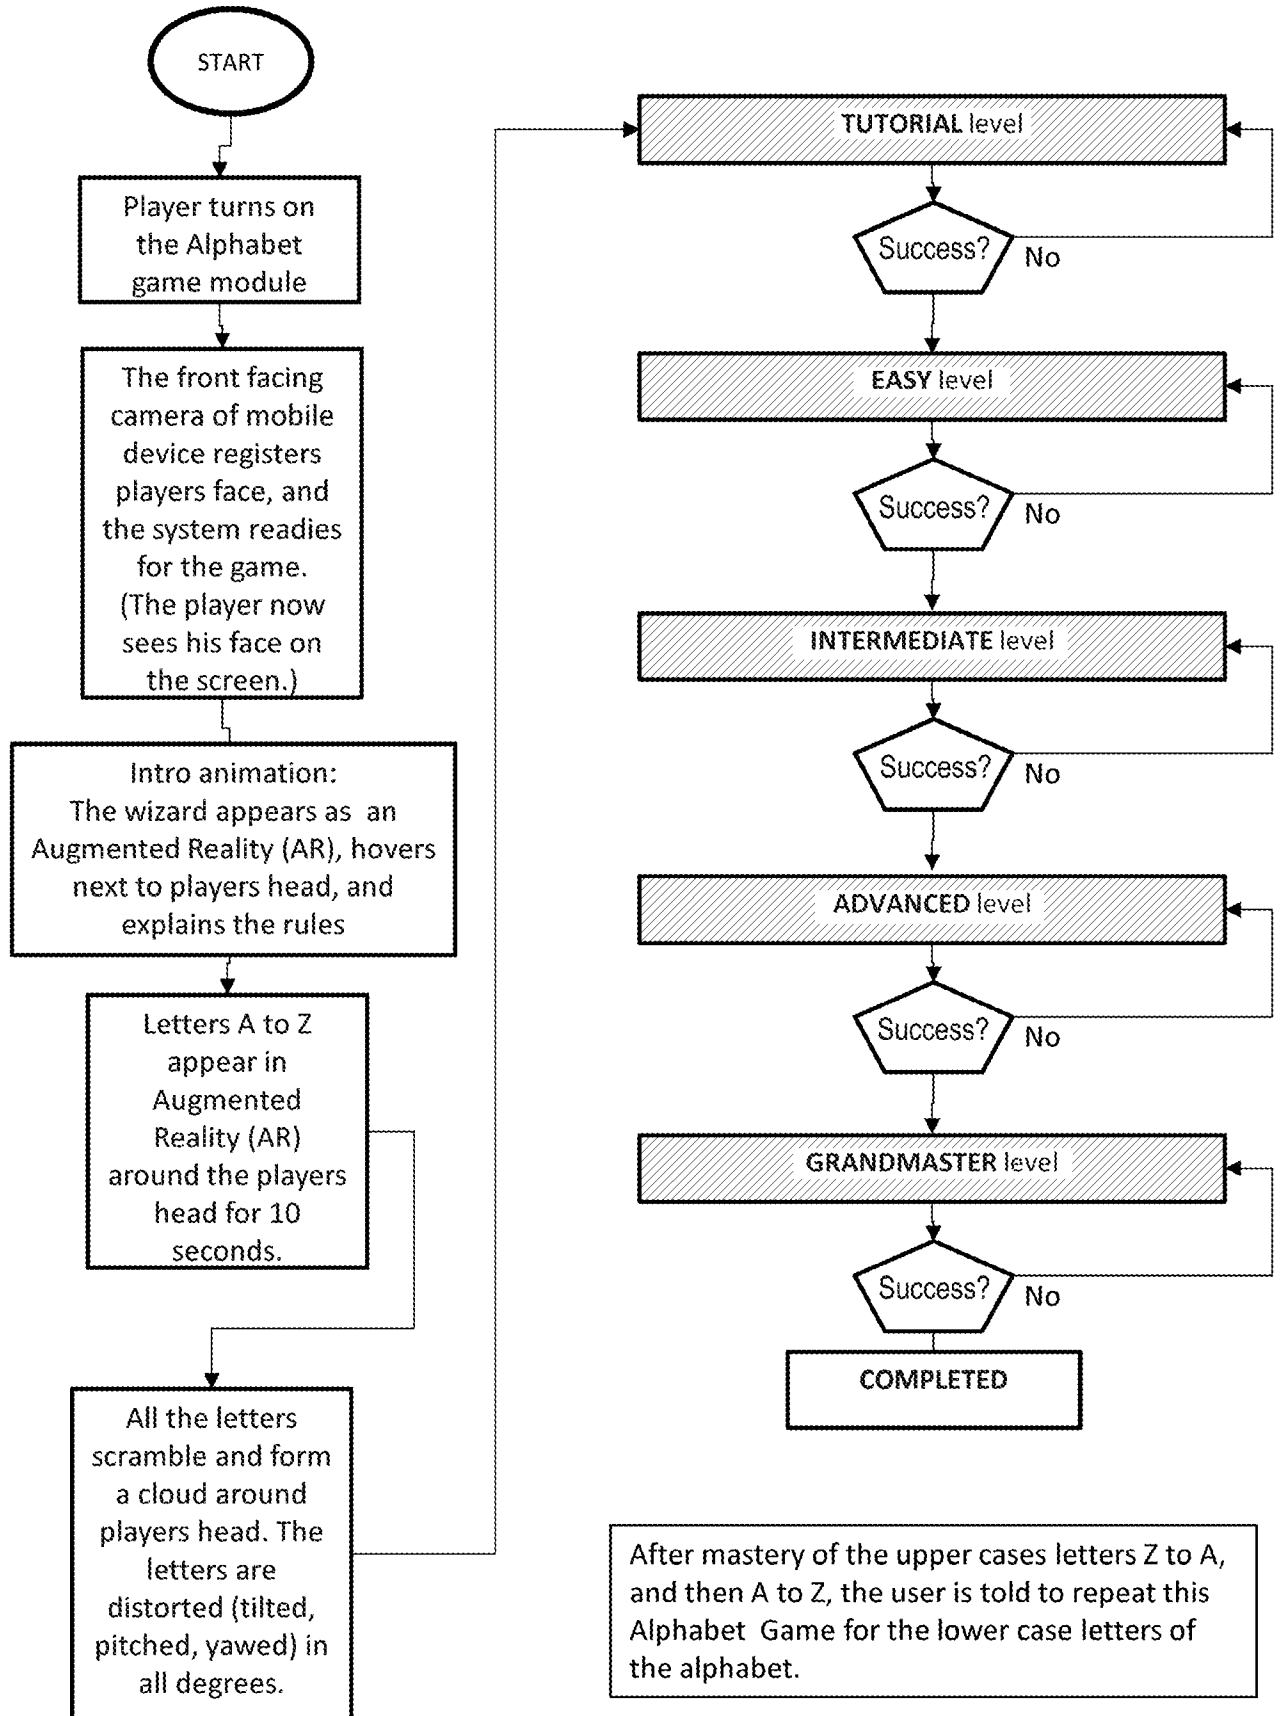 START
Player turns on
the Alphabet
game module
The front facing
camera of mobile
device registers
players face, and
the system readies
for the game.
(The player now
sees his face on
the screen.)
Intro animation:
The wizard appears as an
Augmented Reality (AR), hovers
next to players head, and
explains the rules
Letters A to Z
appear in
Augmented
Reality (AR)
around the players
head for 10
seconds.
All the letters
scramble and form
a cloud around
players head. The
letters are
distorted (tilted,
pitched, yawed) in
all degrees.
TUTORIAL level
Success?
No
EASY level
Success?
No
INTERMEDIATE level
Success?
No
ADVANCED level
Success?
No
GRANDMASTER level
Success?
No
COMPLETED
After mastery of the upper cases letters Z to A,
and then A to Z, the user is told to repeat this
Alphabet Game for the lower case letters of
the alphabet.